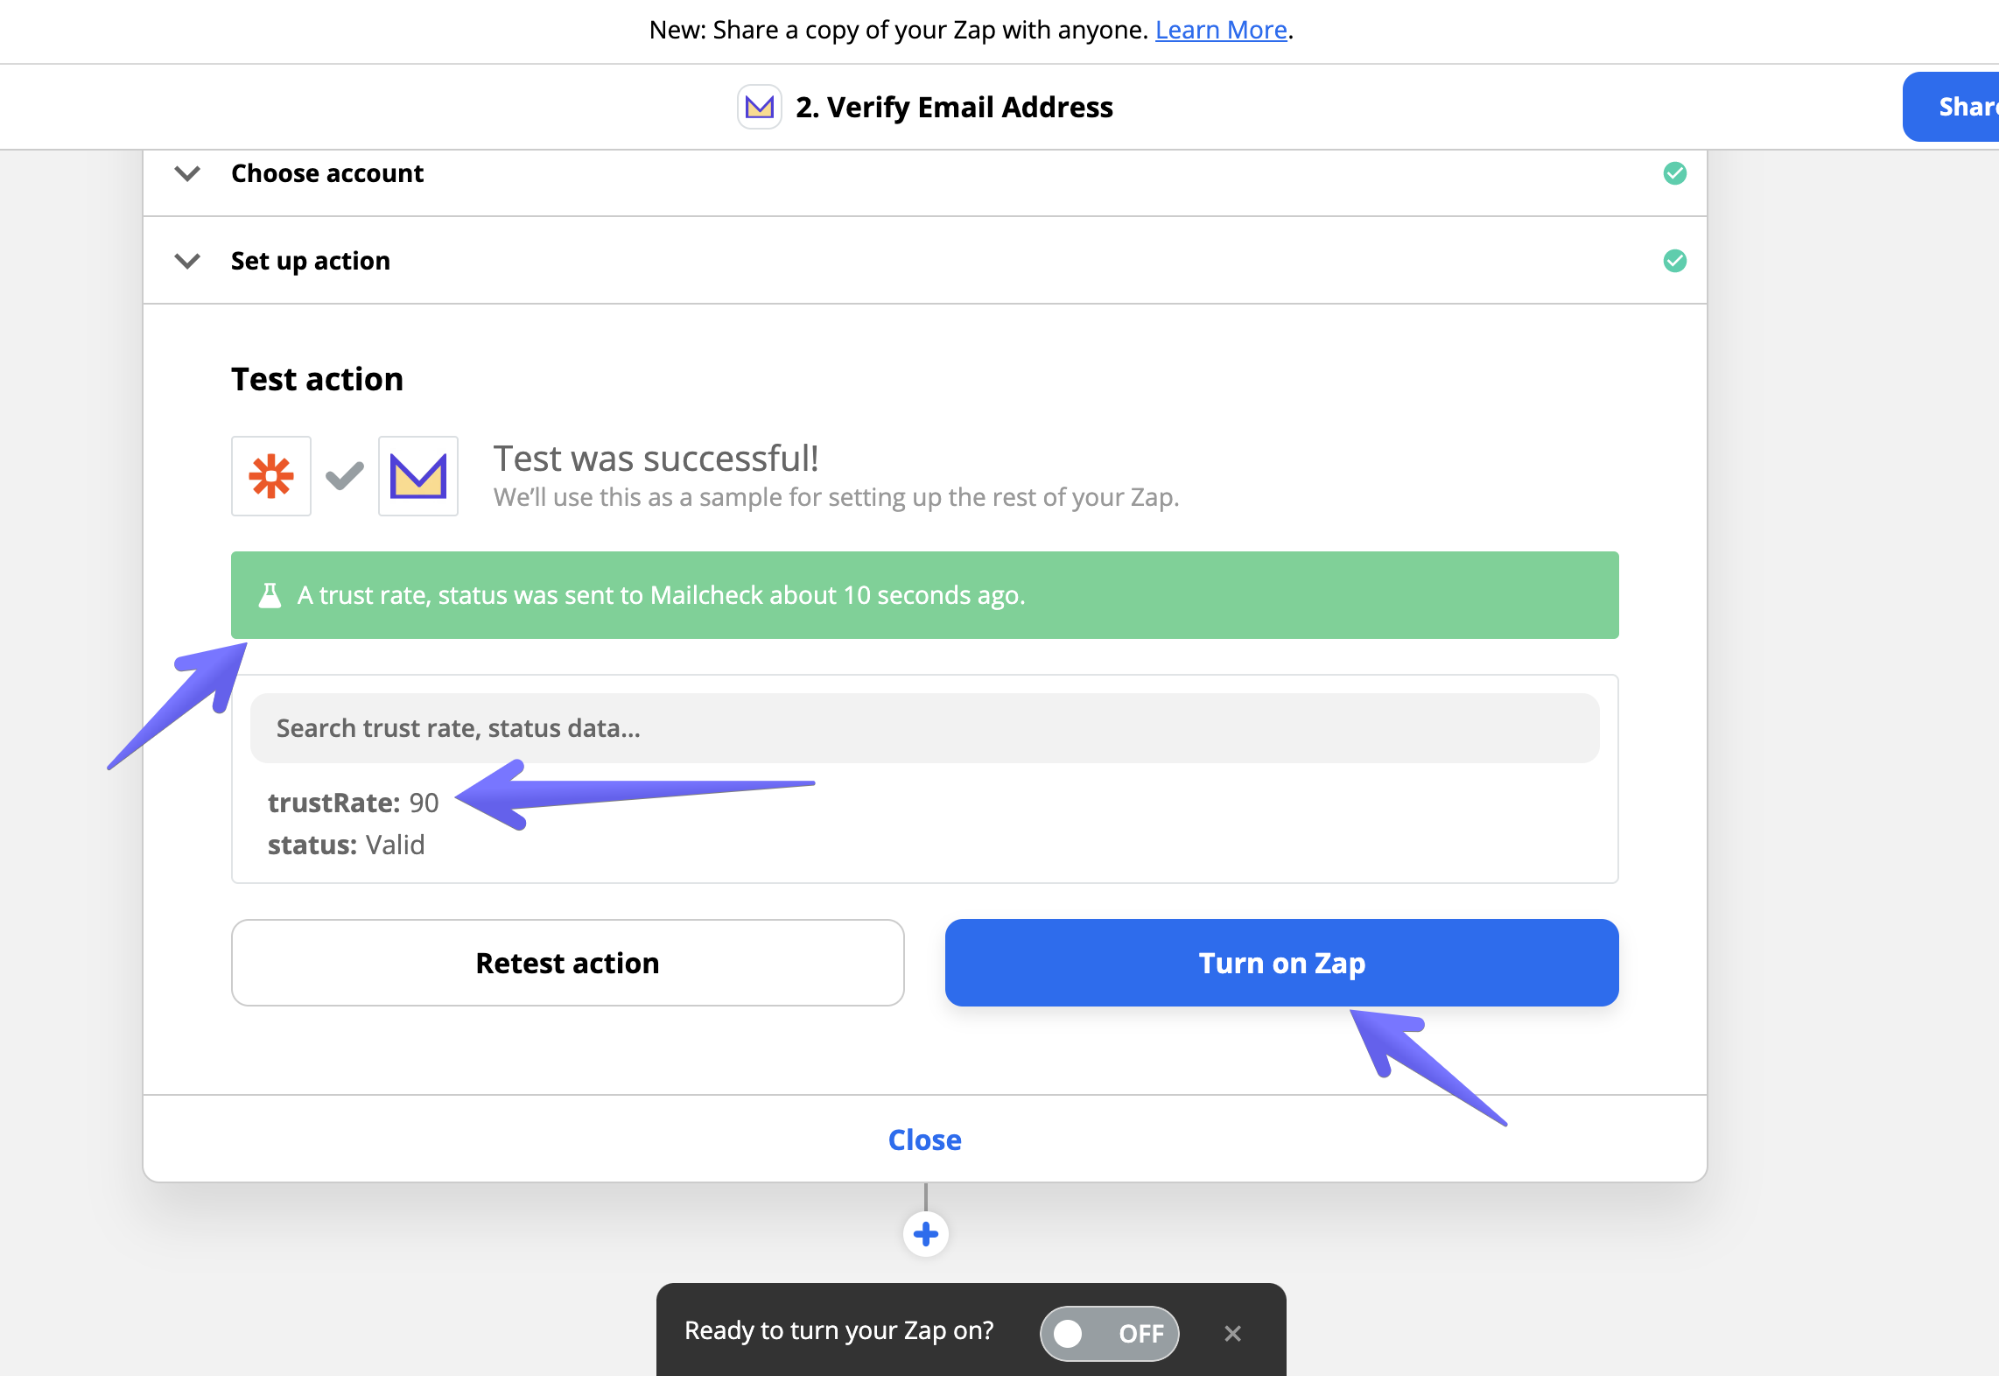 New: Share a copy of your Zap with anyone. Learn More.
2. Verify Email Address
Share
Choose account
Set up action
Test action
Test was successful!
We’ll use this as a sample for setting up the rest of your Zap.
A trust rate, status was sent to Mailcheck about 10 seconds ago.
Search trust rate, status data...
trustRate: 90
status: Valid
Retest action
Turn on Zap
Close
Ready to turn your Zap on?
OFF